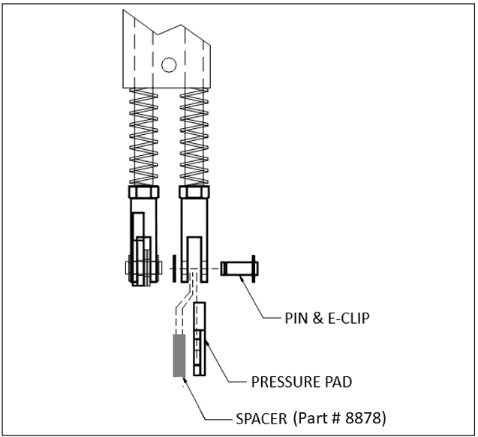 PIN & E-CLIP
PRESSURE PAD
SPACER (Part # 8878)